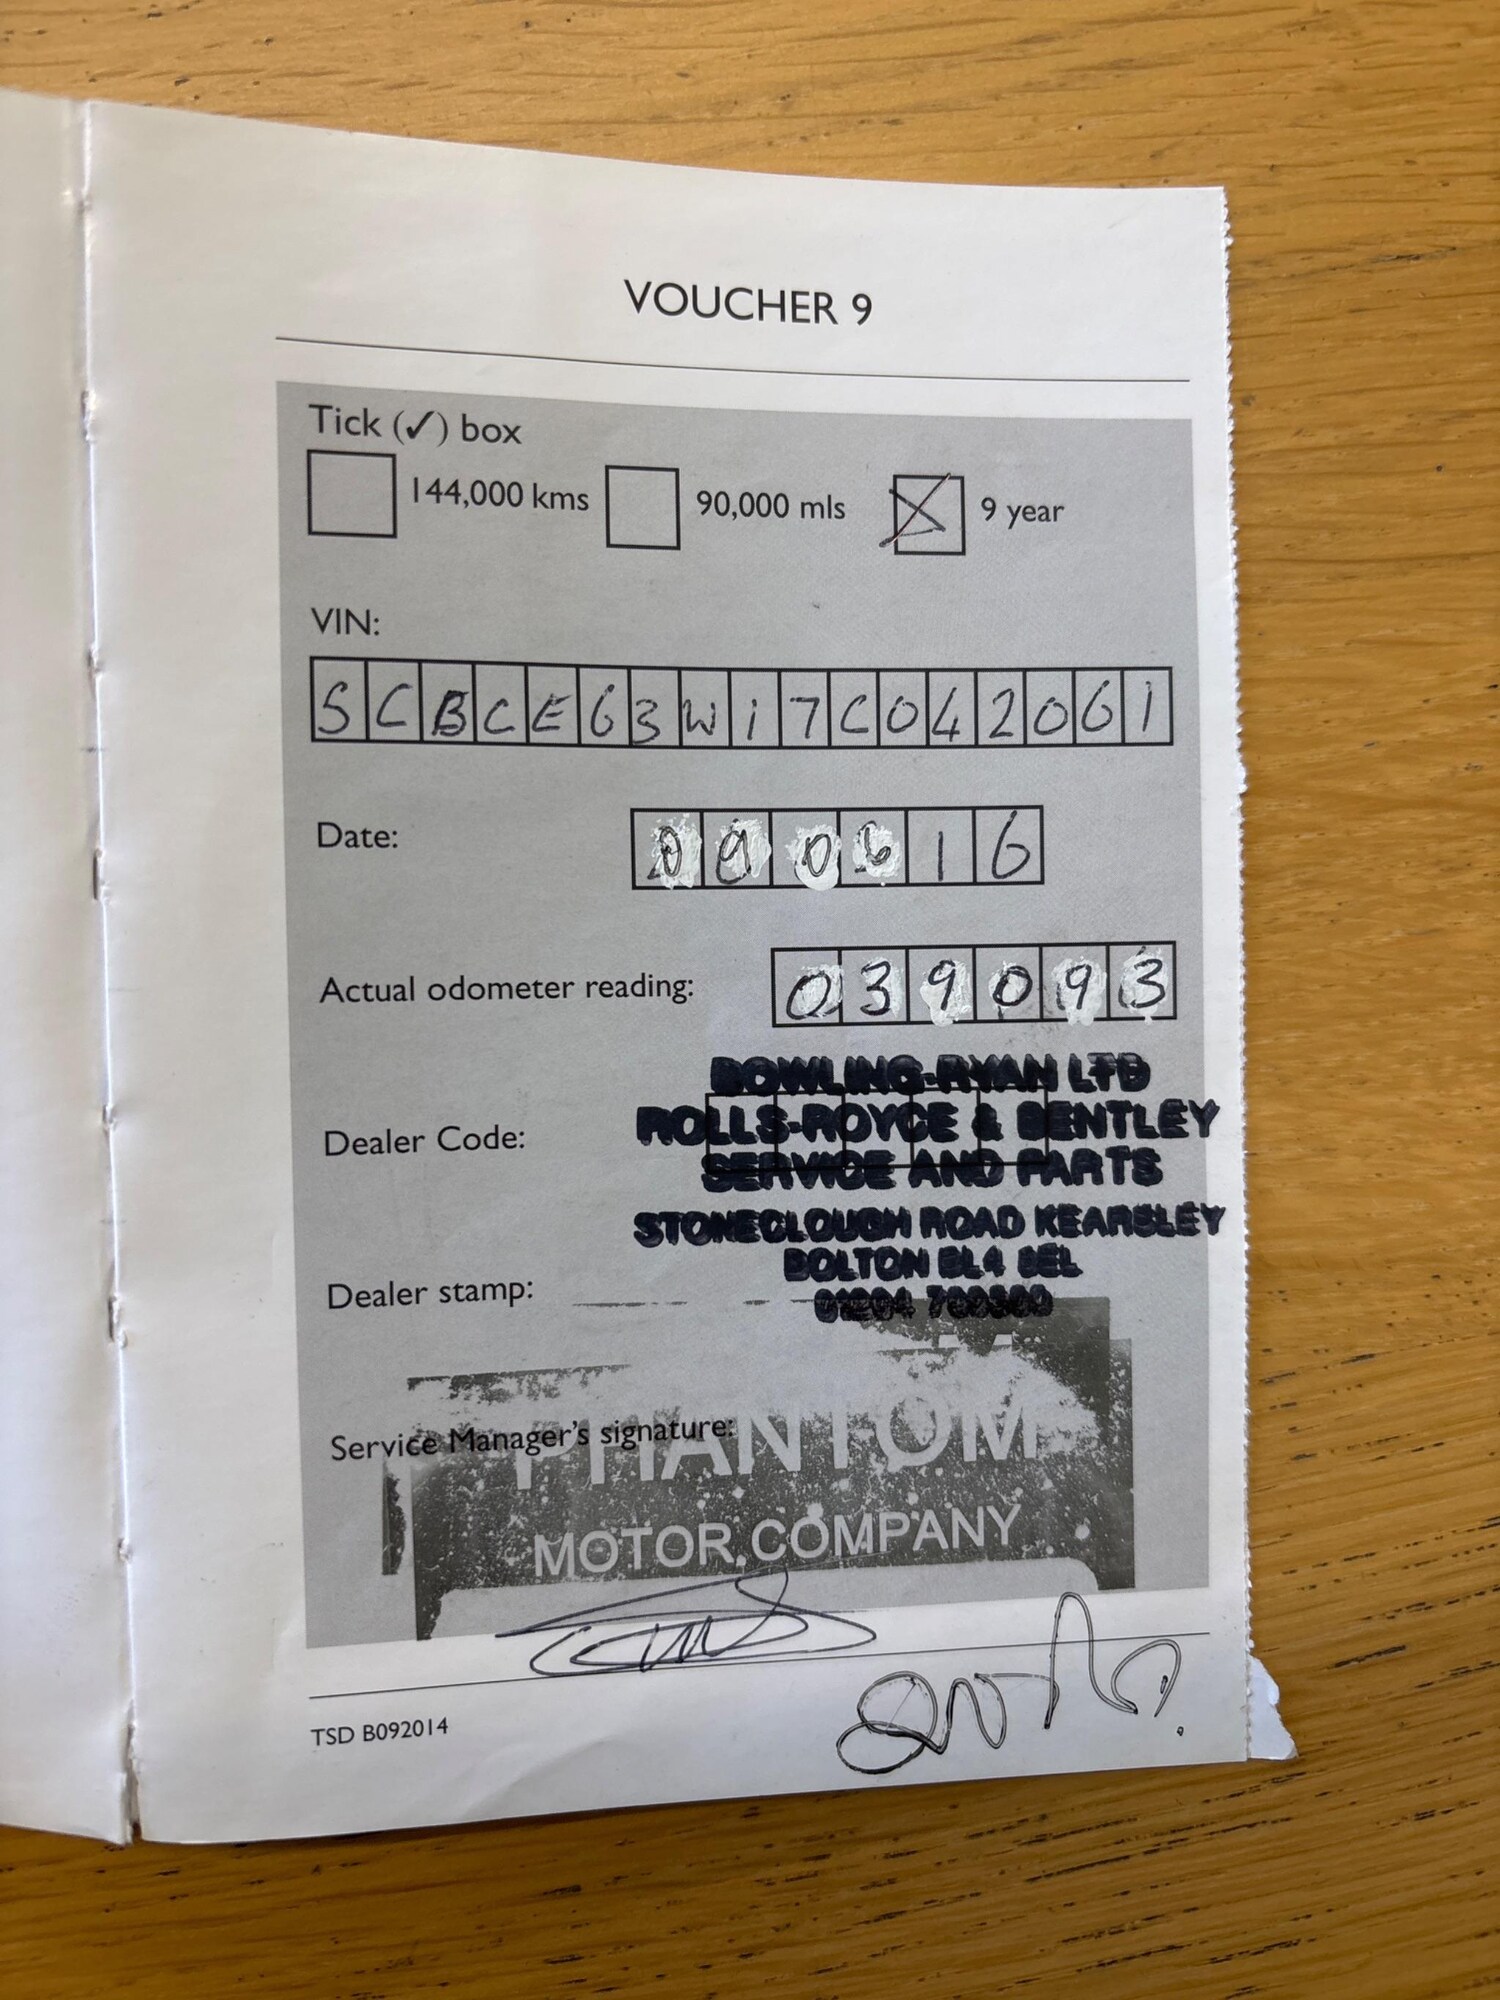 VOUCHER 9
Tick (✓) box
144,000 kms 90,000 mls 9 year
VIN:
SCBCE63W17C042061
Date: 090616
Actual odometer reading: 039093
BOWLING-RYAN LTD
ROLLS-ROYCE & BENTLEY
Dealer Code:
SERVICE AND PARTS
STONECLOUGH ROAD KEARSLEY
BOLTON BL4 8EL
Dealer stamp:
01204 700300
Service Manager's signature:
PHANTOM
MOTOR COMPANY
TSD B092014